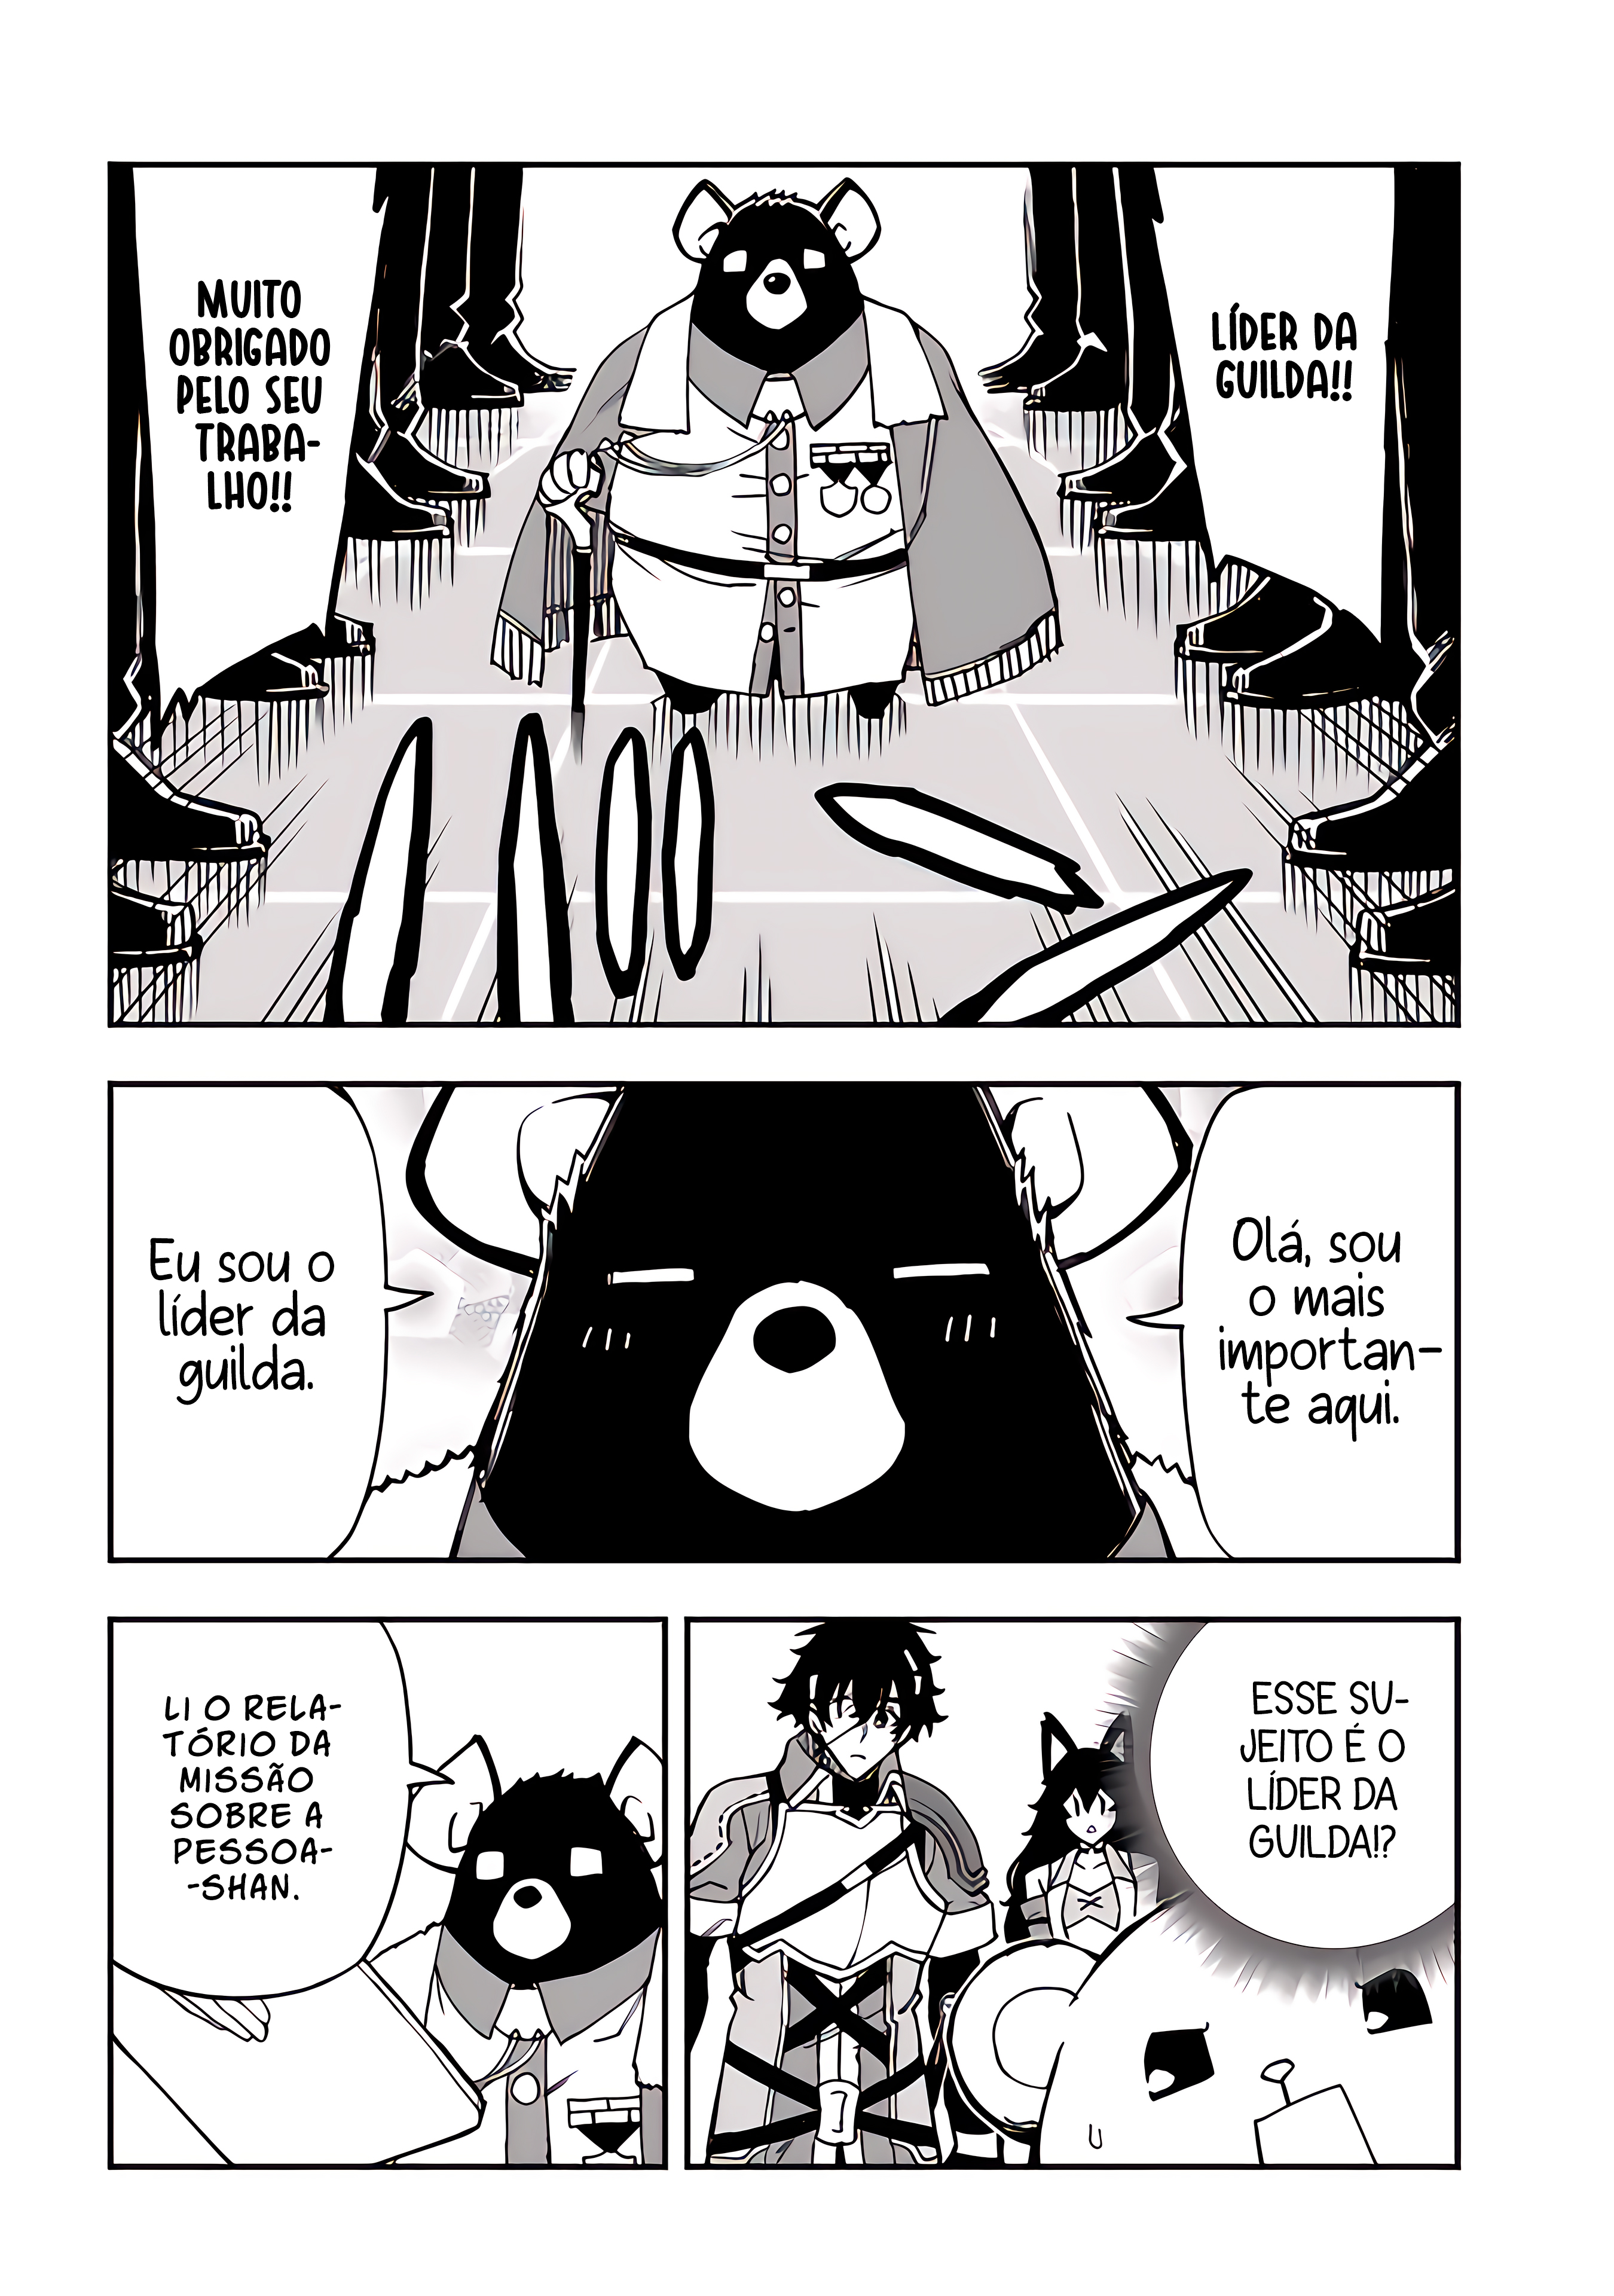 LÍDER DA
GUILDA!!
MUITO
OBRIGADO
PELO SEU
TRABA-
LHO!!
Olá, sou
o mais
importan-
te aqui.
Eu sou o
líder da
guilda.
ESSE SU-
JEITO É O
LÍDER DA
GUILDA!?
LI O RELA-
TÓRIO DA
MISSÃO
SOBRE A
PESSOA-
-SHAN.